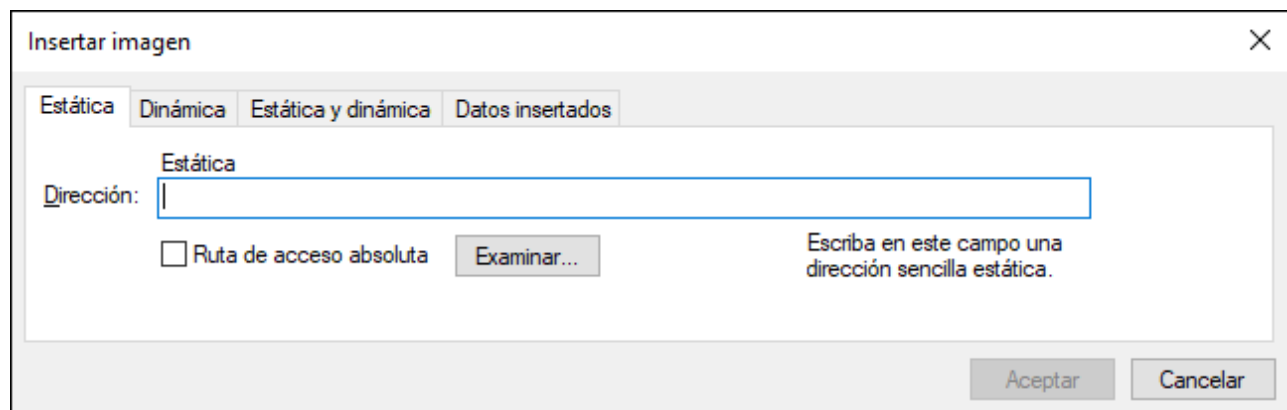 Insertar imagen
Estática Dinámica Estática y dinámica Datos insertados
Estática
Dirección:
Ruta de acceso absoluta Examinar... Escriba en este campo una
dirección sencilla estática.
Aceptar Cancelar